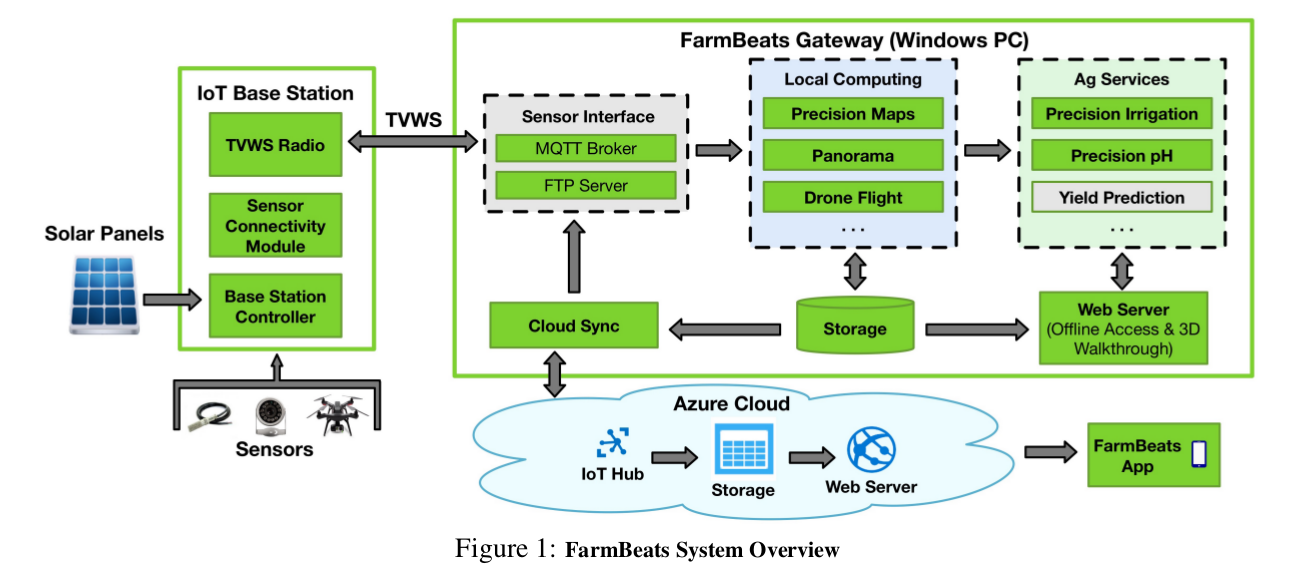 FarmBeats Gateway (Windows PC)
IoT Base Station
TVWS Radio
Sensor
Connectivity
Module
Base Station
Controller
Solar Panels
Sensors
TVWS
Sensor Interface
MQTT Broker
FTP Server
Local Computing
Precision Maps
Panorama
Drone Flight
...
Ag Services
Precision Irrigation
Precision pH
Yield Prediction
...
Cloud Sync
Storage
Web Server
(Offline Access & 3D
Walkthrough)
Azure Cloud
IoT Hub
Storage
Web Server
FarmBeats
App
Figure 1: FarmBeats System Overview